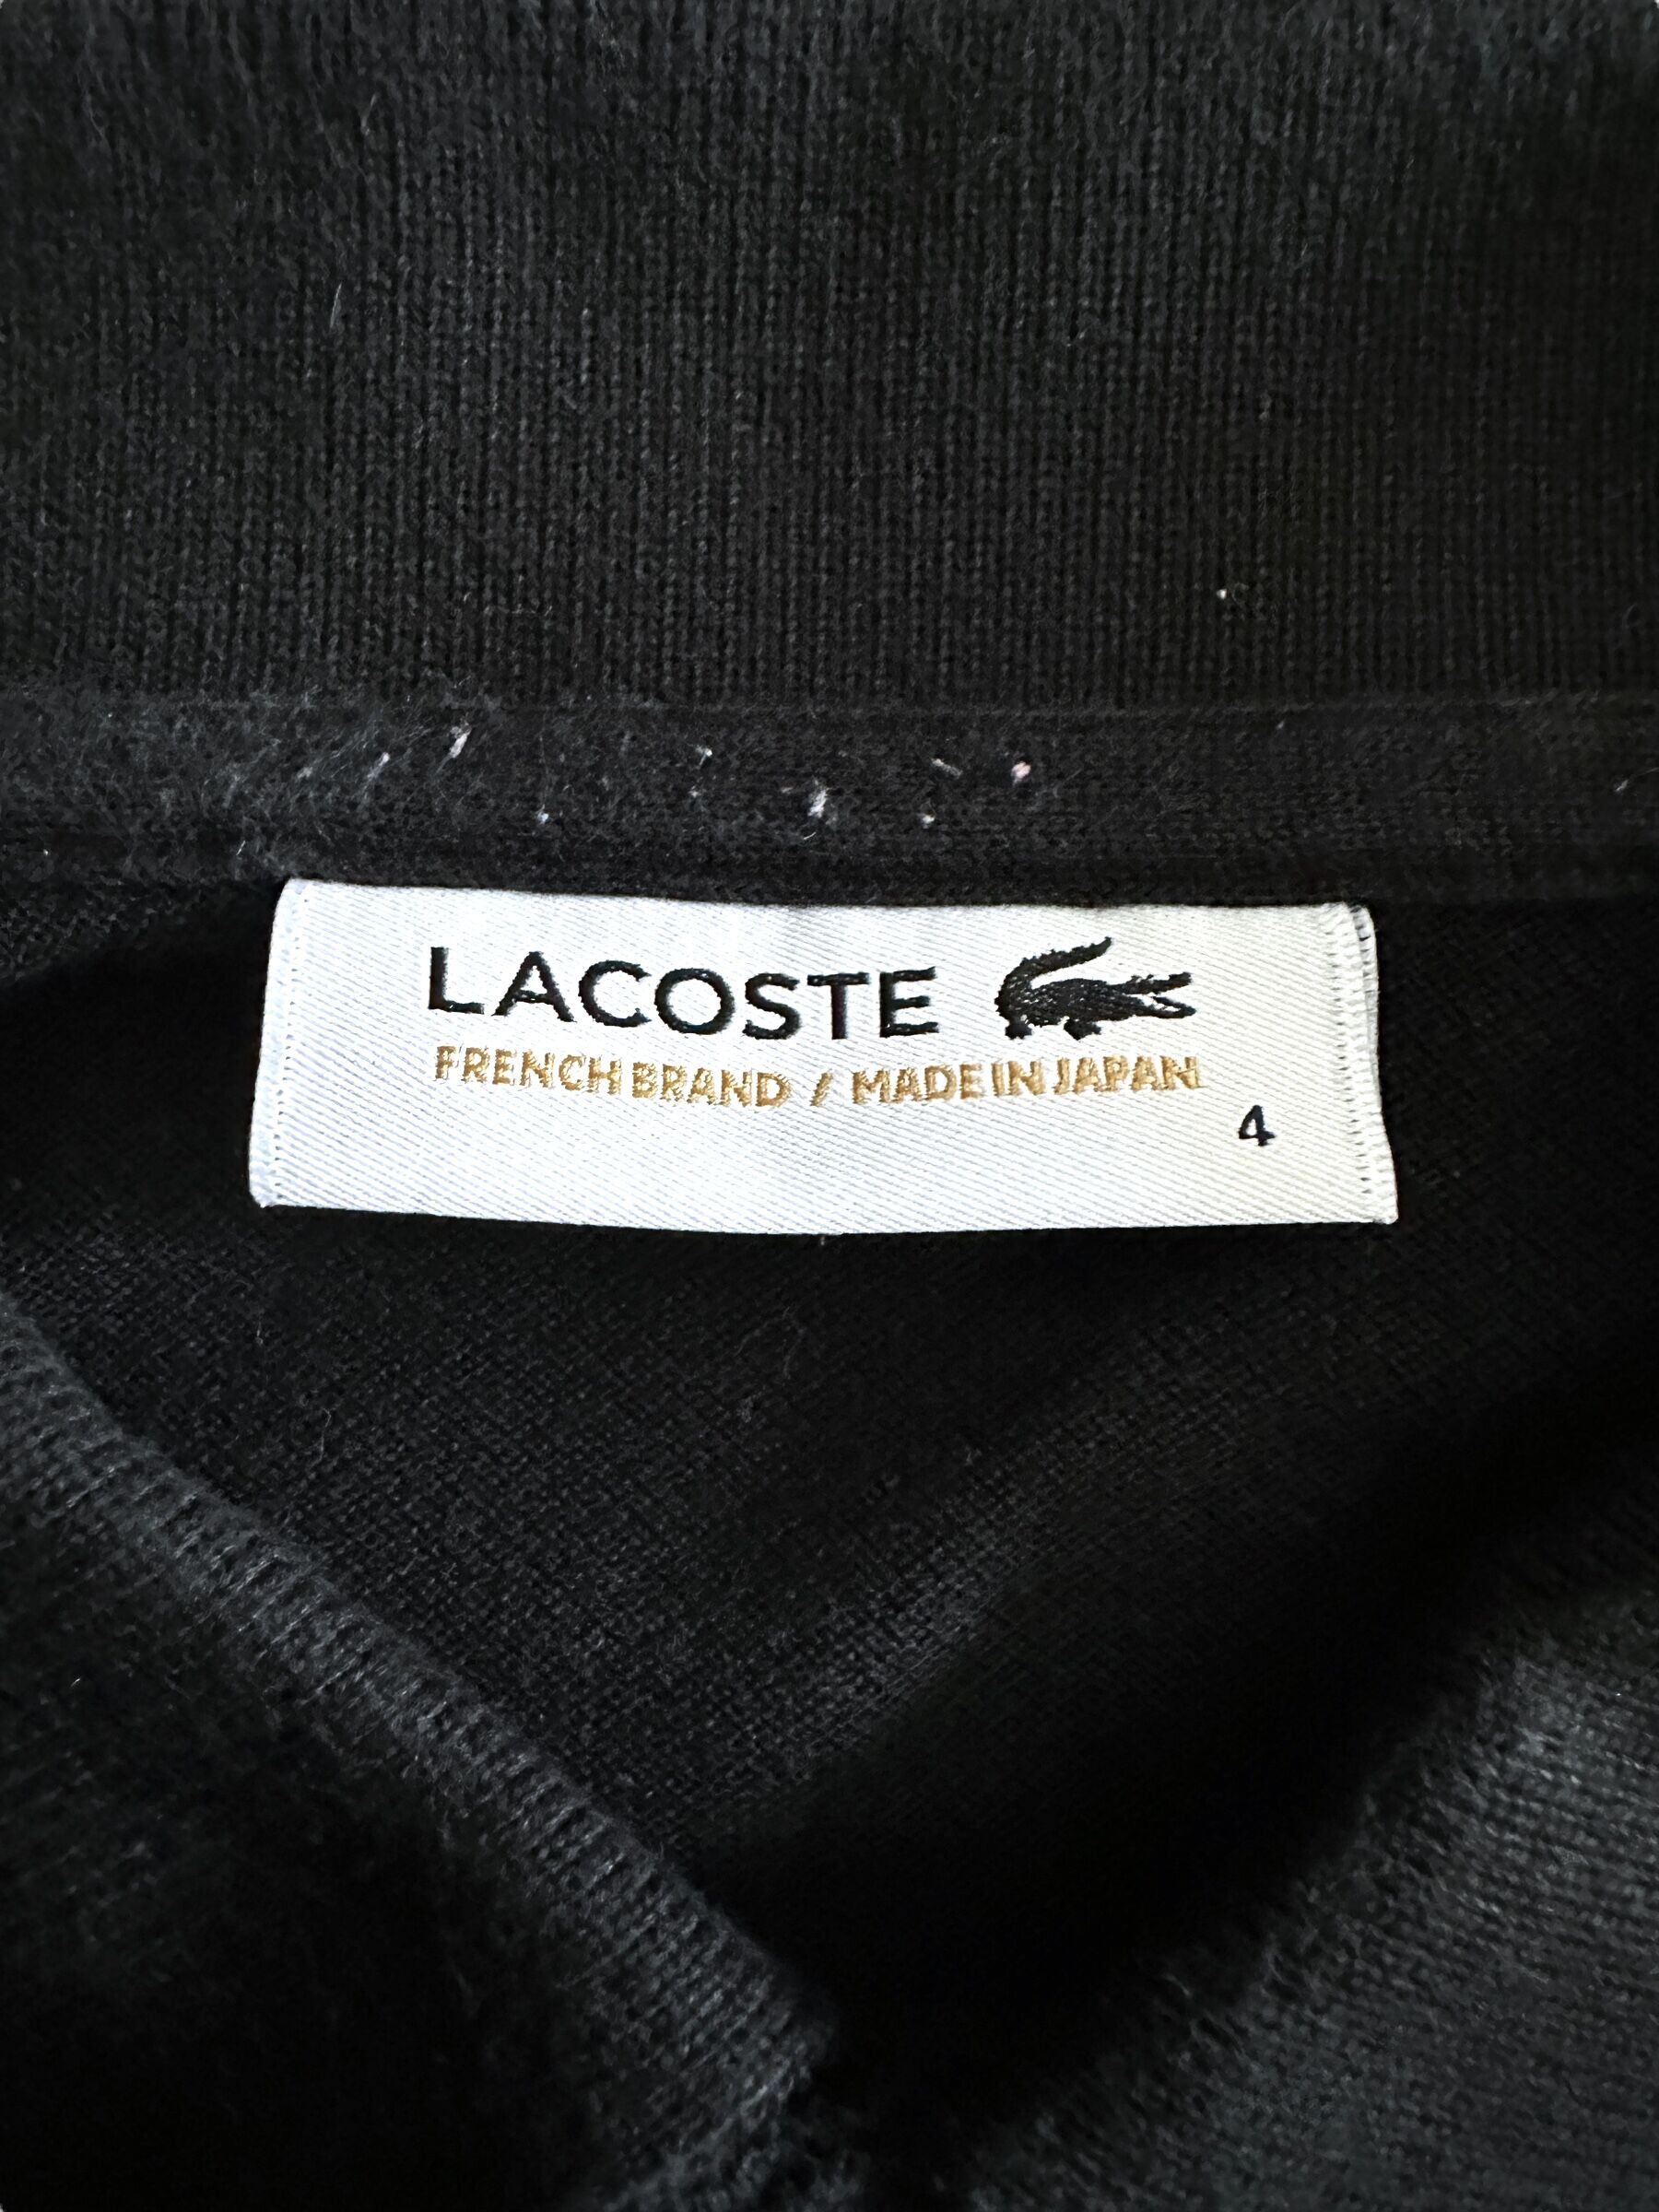 LACOSTE
FRENCH BRAND / MADE IN JAPAN
4